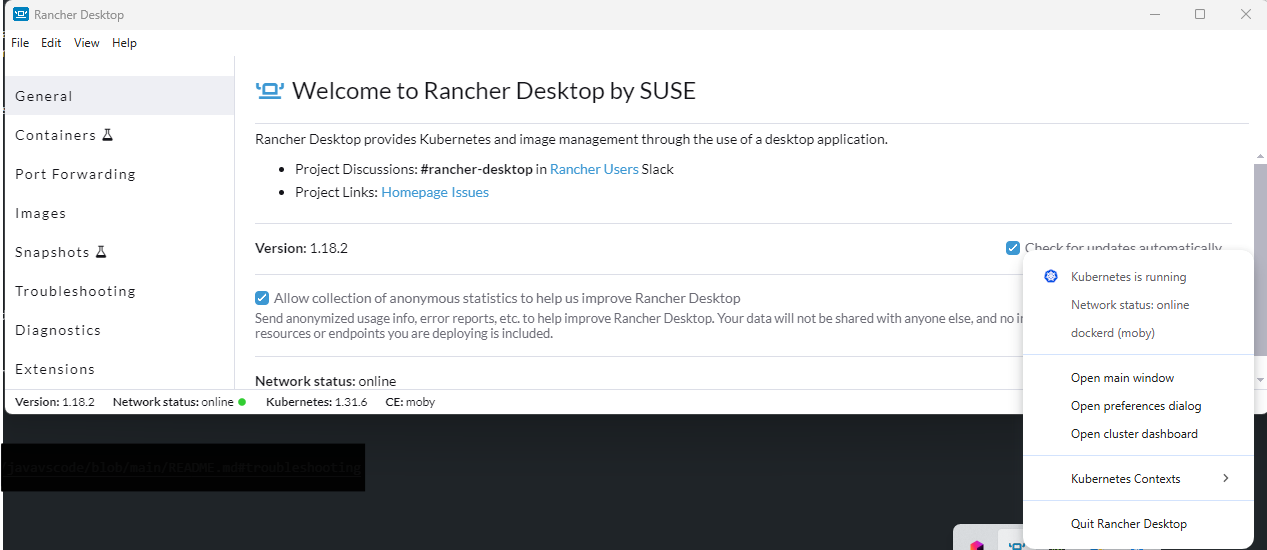 Rancher Desktop
File Edit View Help
General
Containers
Port Forwarding
Images
Snapshots
Troubleshooting
Diagnostics
Extensions
Welcome to Rancher Desktop by SUSE
Rancher Desktop provides Kubernetes and image management through the use of a desktop application.
• Project Discussions: #rancher-desktop in Rancher Users Slack
• Project Links: Homepage Issues
Version: 1.18.2
Check for updates automatically
Allow collection of anonymous statistics to help us improve Rancher Desktop
Send anonymized usage info, error reports, etc. to help improve Rancher Desktop. Your data will not be shared with anyone else, and no
resources or endpoints you are deploying is included.
Network status: online
Version: 1.18.2 Network status: online Kubernetes: 1.31.6 CE: moby
Kubernetes is running
Network status: online
dockerd (moby)
Open main window
Open preferences dialog
Open cluster dashboard
Kubernetes Contexts
Quit Rancher Desktop
javavscode/blob/main/README.md#troubleshooting